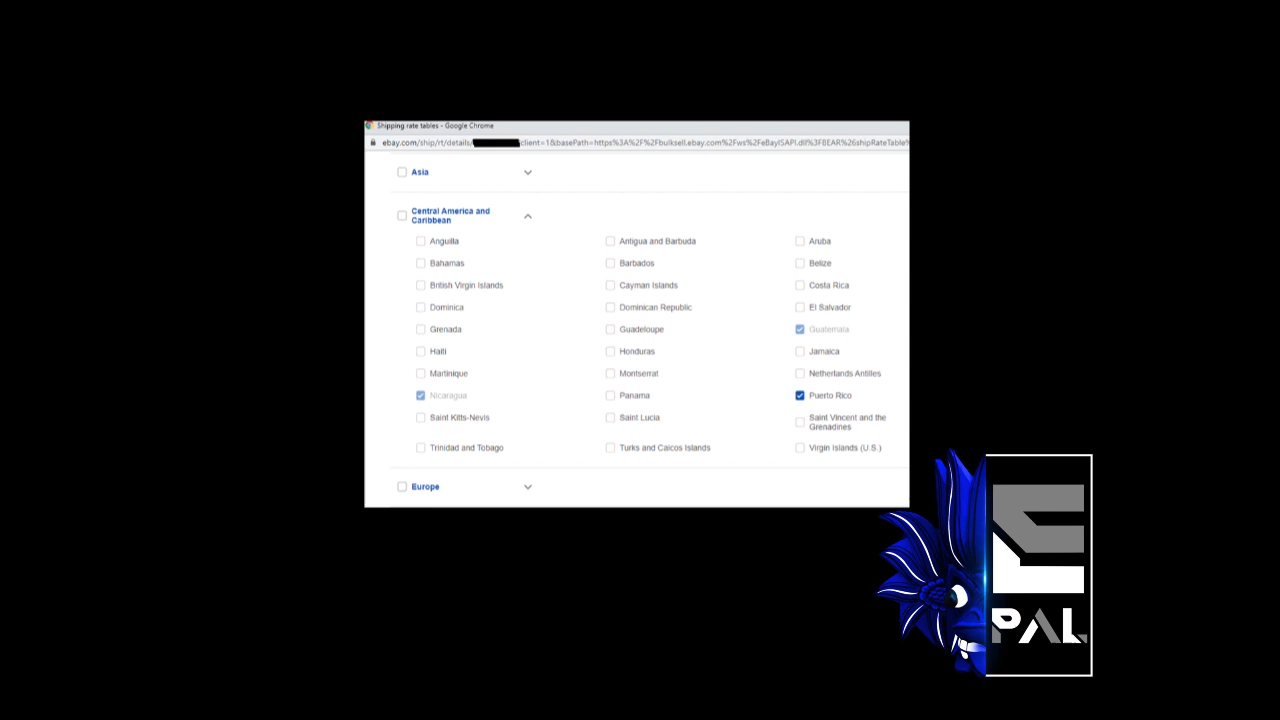 Shipping rate tables - Google Chrome
ebay.com/ship/rt/details/ client=1&basePath=https%3A%2F%2Fbulksell.ebay.com%2Fws%2FeBayISAPI.dll%3FBEAR%26shipRateTable%
Asia
Central America and
Caribbean
Anguilla Antigua and Barbuda Aruba
Bahamas Barbados Belize
British Virgin Islands Cayman Islands Costa Rica
Dominica Dominican Republic El Salvador
Grenada Guadeloupe Guatemala
Haiti Honduras Jamaica
Martinique Montserrat Netherlands Antilles
Nicaragua Panama Puerto Rico
Saint Kitts-Nevis Saint Lucia Saint Vincent and the
Grenadines
Trinidad and Tobago Turks and Caicos Islands Virgin Islands (U.S.)
Europe
E
PAL